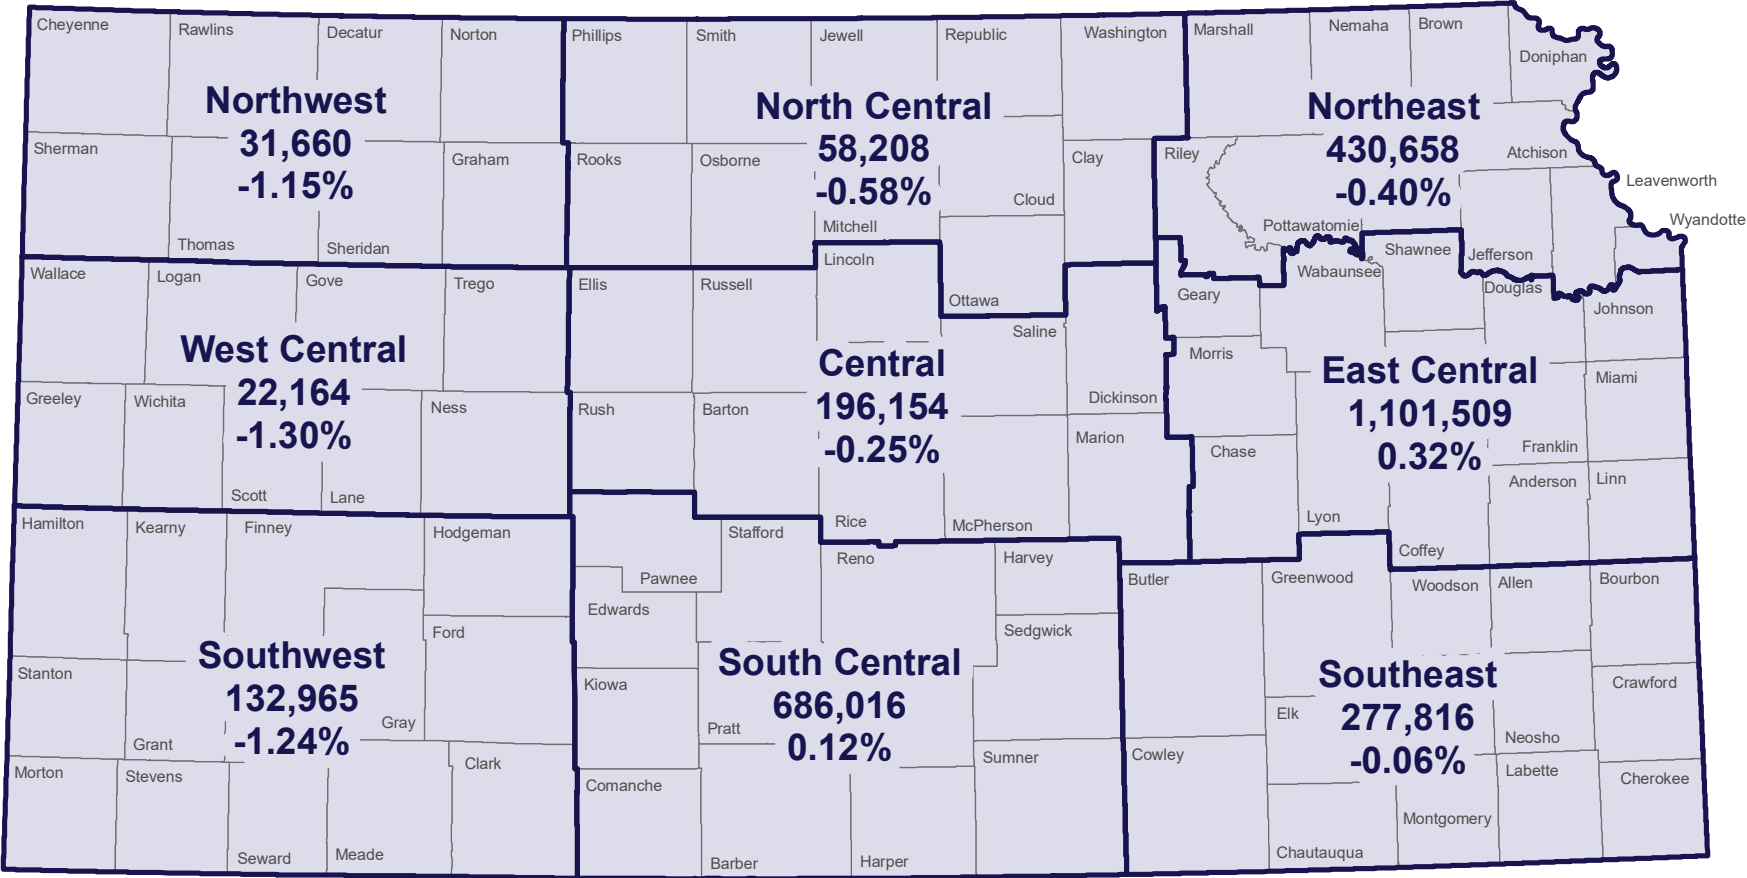 Cheyenne
Rawlins
Decatur
Norton
Phillips
Smith
Jewell
Republic
Washington
Marshall
Nemaha
Brown
Doniphan
Northwest
31,660
-1.15%
North Central
58,208
-0.58%
Northeast
430,658
-0.40%
Sherman
Graham
Rooks
Osborne
Clay
Riley
Atchison
Leavenworth
Wyandotte
Cloud
Mitchell
Pottawatomie
Thomas
Sheridan
Shawnee
Jefferson
Wallace
Logan
Gove
Trego
Ellis
Russell
Lincoln
Ottawa
Geary
Wabaunsee
Douglas
Johnson
Saline
Morris
West Central
22,164
-1.30%
Central
196,154
-0.25%
East Central
1,101,509
0.32%
Miami
Greeley
Wichita
Ness
Rush
Barton
Dickinson
Marion
Chase
Franklin
Anderson
Linn
Scott
Lane
Rice
McPherson
Lyon
Hamilton
Kearny
Finney
Hodgeman
Stafford
Reno
Harvey
Coffey
Pawnee
Butler
Greenwood
Woodson
Allen
Bourbon
Edwards
Ford
Sedgwick
Southwest
132,965
-1.24%
South Central
686,016
0.12%
Southeast
277,816
-0.06%
Stanton
Kiowa
Crawford
Gray
Pratt
Elk
Grant
Neosho
Morton
Stevens
Clark
Sumner
Cowley
Labette
Cherokee
Comanche
Montgomery
Seward
Meade
Barber
Harper
Chautauqua